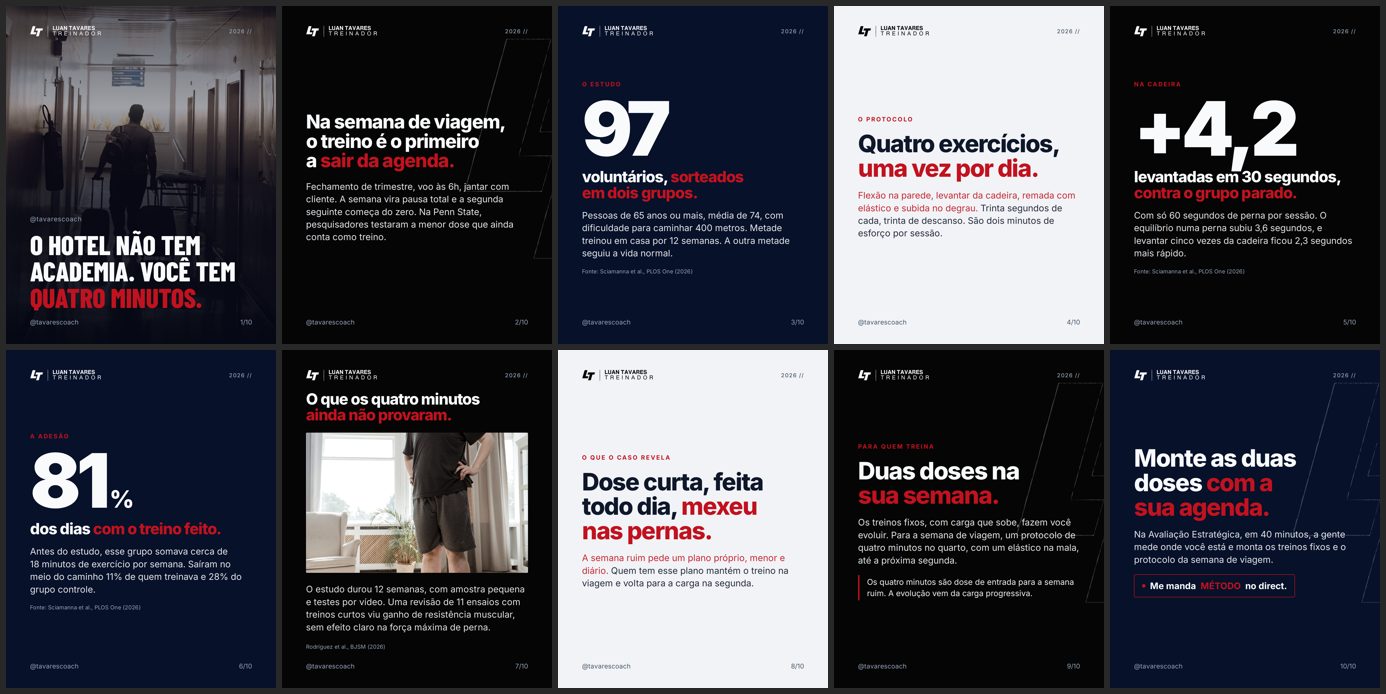 LT
LUAN TAVARES
TREINADOR
2026 //
@tavarescoach
O HOTEL NÃO TEM
ACADEMIA. VOCÊ TEM
QUATRO MINUTOS.
@tavarescoach
1/10
LT
LUAN TAVARES
TREINADOR
2026 //
Na semana de viagem,
o treino é o primeiro
a sair da agenda.
Fechamento de trimestre, voo às 6h, jantar com
cliente. A semana vira pausa total e a segunda
seguinte começa do zero. Na Penn State,
pesquisadores testaram a menor dose que ainda
conta como treino.
@tavarescoach
2/10
LT
LUAN TAVARES
TREINADOR
2026 //
O ESTUDO
97
voluntários, sorteados
em dois grupos.
Pessoas de 65 anos ou mais, média de 74, com
dificuldade para caminhar 400 metros. Metade
treinou em casa por 12 semanas. A outra metade
seguiu a vida normal.
Fonte: Sciamanna et al., PLOS One (2026)
@tavarescoach
3/10
LT
LUAN TAVARES
TREINADOR
2026 //
O PROTOCOLO
Quatro exercícios,
uma vez por dia.
Flexão na parede, levantar da cadeira, remada com
elástico e subida no degrau. Trinta segundos de
cada, trinta de descanso. São dois minutos de
esforço por sessão.
@tavarescoach
4/10
LT
LUAN TAVARES
TREINADOR
2026 //
NA CADEIRA
+4,2
levantadas em 30 segundos,
contra o grupo parado.
Com só 60 segundos de perna por sessão. O
equilíbrio numa perna subiu 3,6 segundos, e
levantar cinco vezes da cadeira ficou 2,3 segundos
mais rápido.
Fonte: Sciamanna et al., PLOS One (2026)
@tavarescoach
5/10
LT
LUAN TAVARES
TREINADOR
2026 //
A ADESÃO
81%
dos dias com o treino feito.
Antes do estudo, esse grupo somava cerca de
18 minutos de exercício por semana. Saíram no
meio do caminho 11% de quem treinava e 28% do
grupo controle.
Fonte: Sciamanna et al., PLOS One (2026)
@tavarescoach
6/10
LT
LUAN TAVARES
TREINADOR
2026 //
O que os quatro minutos
ainda não provaram.
O estudo durou 12 semanas, com amostra pequena
e testes por vídeo. Uma revisão de 11 ensaios com
treinos curtos viu ganho de resistência muscular,
sem efeito claro na força máxima de perna.
Rodríguez et al., BJSM (2026)
@tavarescoach
7/10
LT
LUAN TAVARES
TREINADOR
2026 //
O QUE O CASO REVELA
Dose curta, feita
todo dia, mexeu
nas pernas.
A semana ruim pede um plano próprio, menor e
diário. Quem tem esse plano mantém o treino na
viagem e volta para a carga na segunda.
@tavarescoach
8/10
LT
LUAN TAVARES
TREINADOR
2026 //
PARA QUEM TREINA
Duas doses na
sua semana.
Os treinos fixos, com carga que sobe, fazem você
evoluir. Para a semana de viagem, um protocolo de
quatro minutos no quarto, com um elástico na mala,
até a próxima segunda.
Os quatro minutos são dose de entrada para a semana
ruim. A evolução vem da carga progressiva.
@tavarescoach
9/10
LT
LUAN TAVARES
TREINADOR
2026 //
Monte as duas
doses com a
sua agenda.
Na Avaliação Estratégica, em 40 minutos, a gente
mede onde você está e monta os treinos fixos e o
protocolo da semana de viagem.
Me manda MÉTODO no direct.
@tavarescoach
10/10